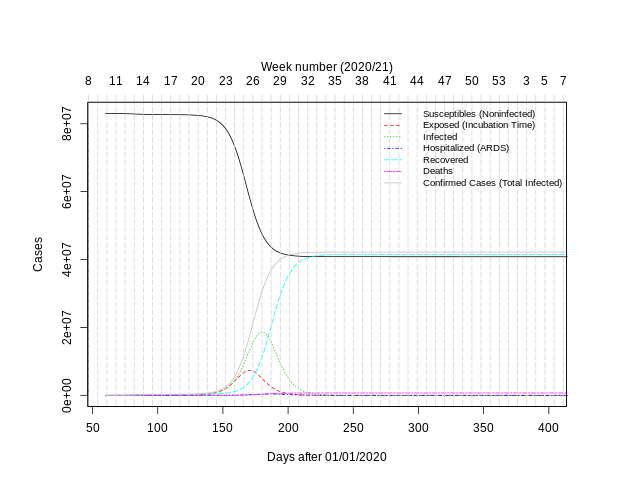 Week number (2020/21)
8 11 14 17 20 23 26 29 32 35 38 41 44 47 50 53 3 5 7
Susceptibles (Noninfected)
Exposed (Incubation Time)
Infected
Hospitalized (ARDS)
Recovered
Deaths
Confirmed Cases (Total Infected)
Cases
8e+07
6e+07
4e+07
2e+07
0e+00
50 100 150 200 250 300 350 400
Days after 01/01/2020